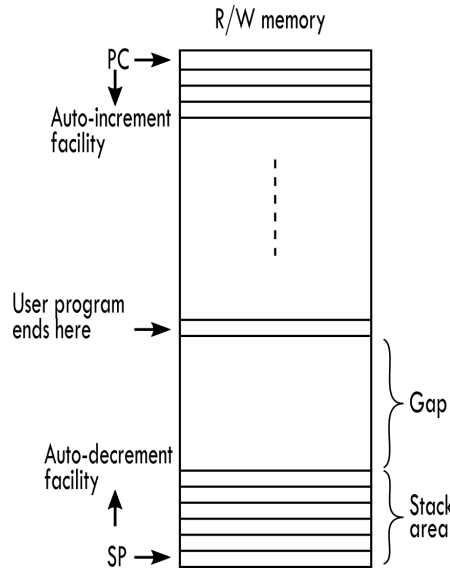 R/W memory
PC
Auto-increment
facility
User program
ends here
Gap
Auto-decrement
facility
Stack
area
SP